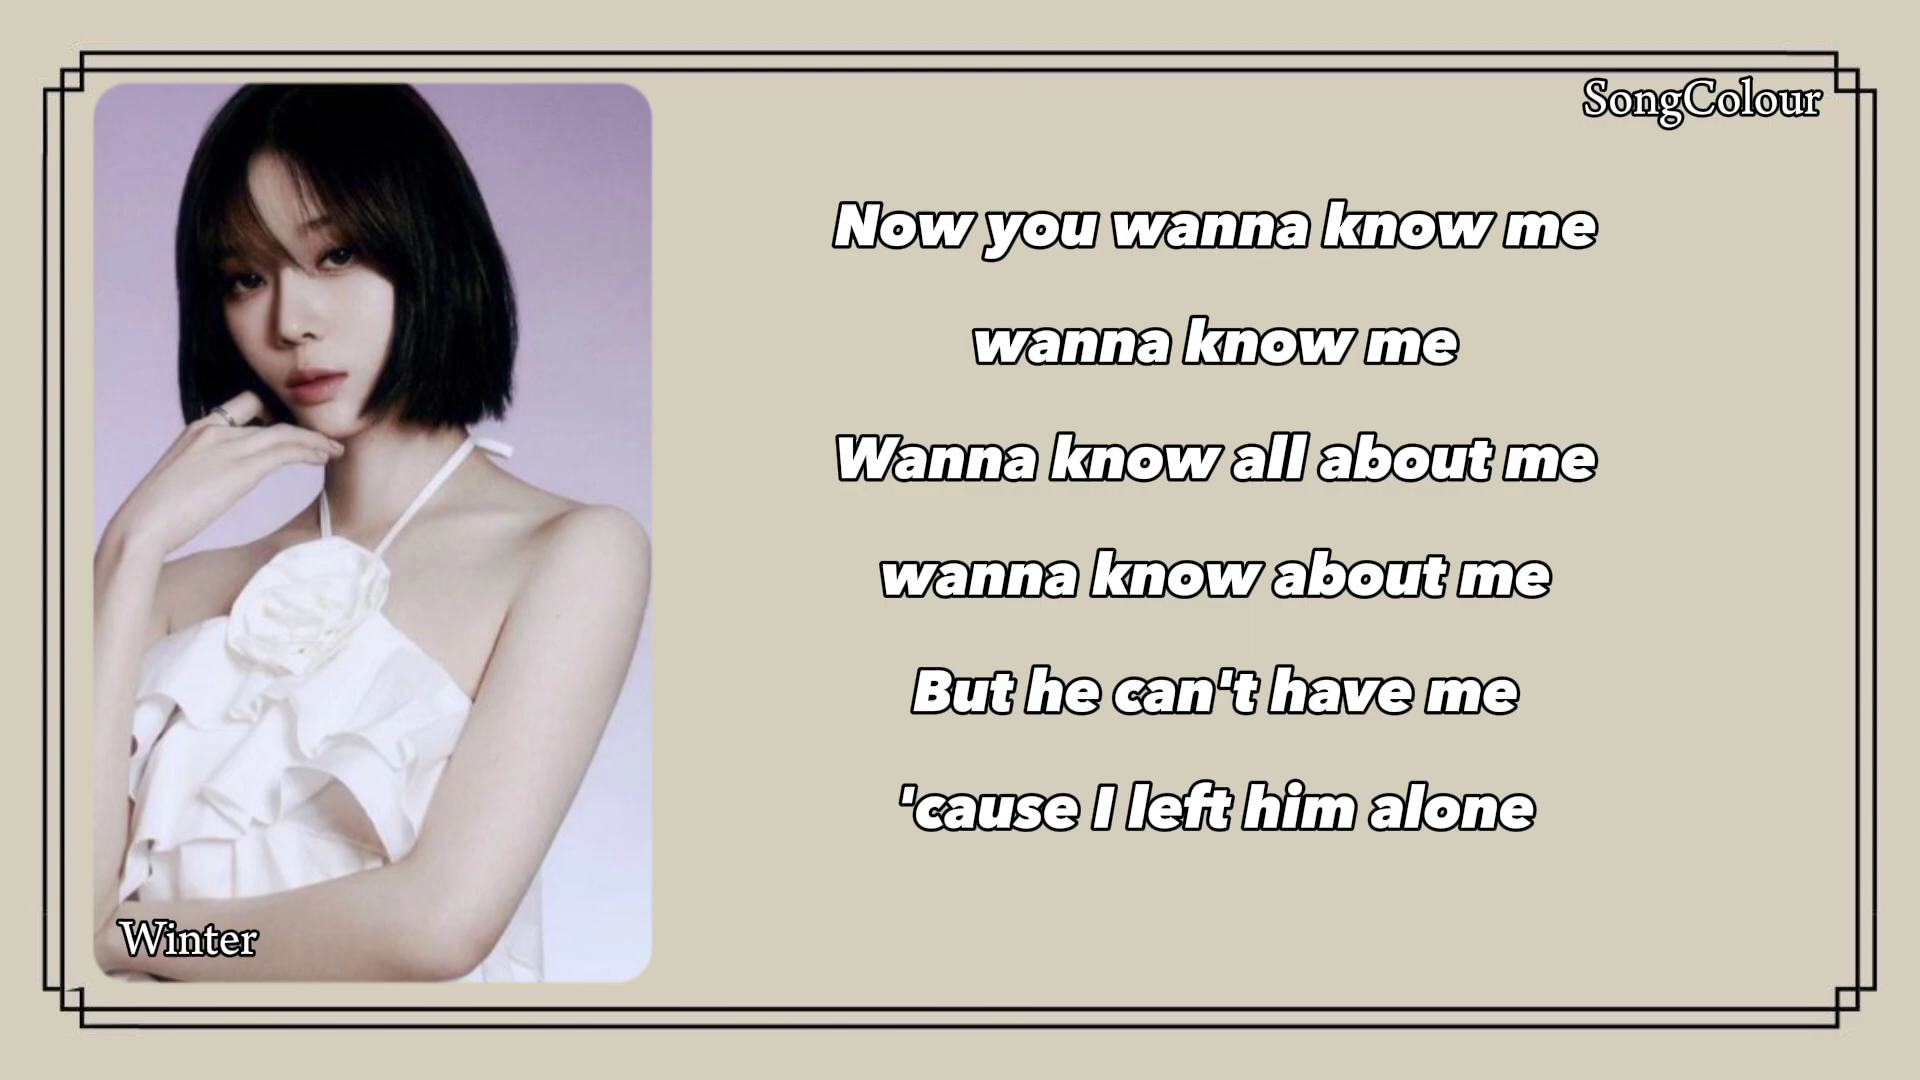 SongColour
Now you wanna know me
wanna know me
Wanna know all about me
wanna know about me
But he can't have me
'cause I left him alone
Winter